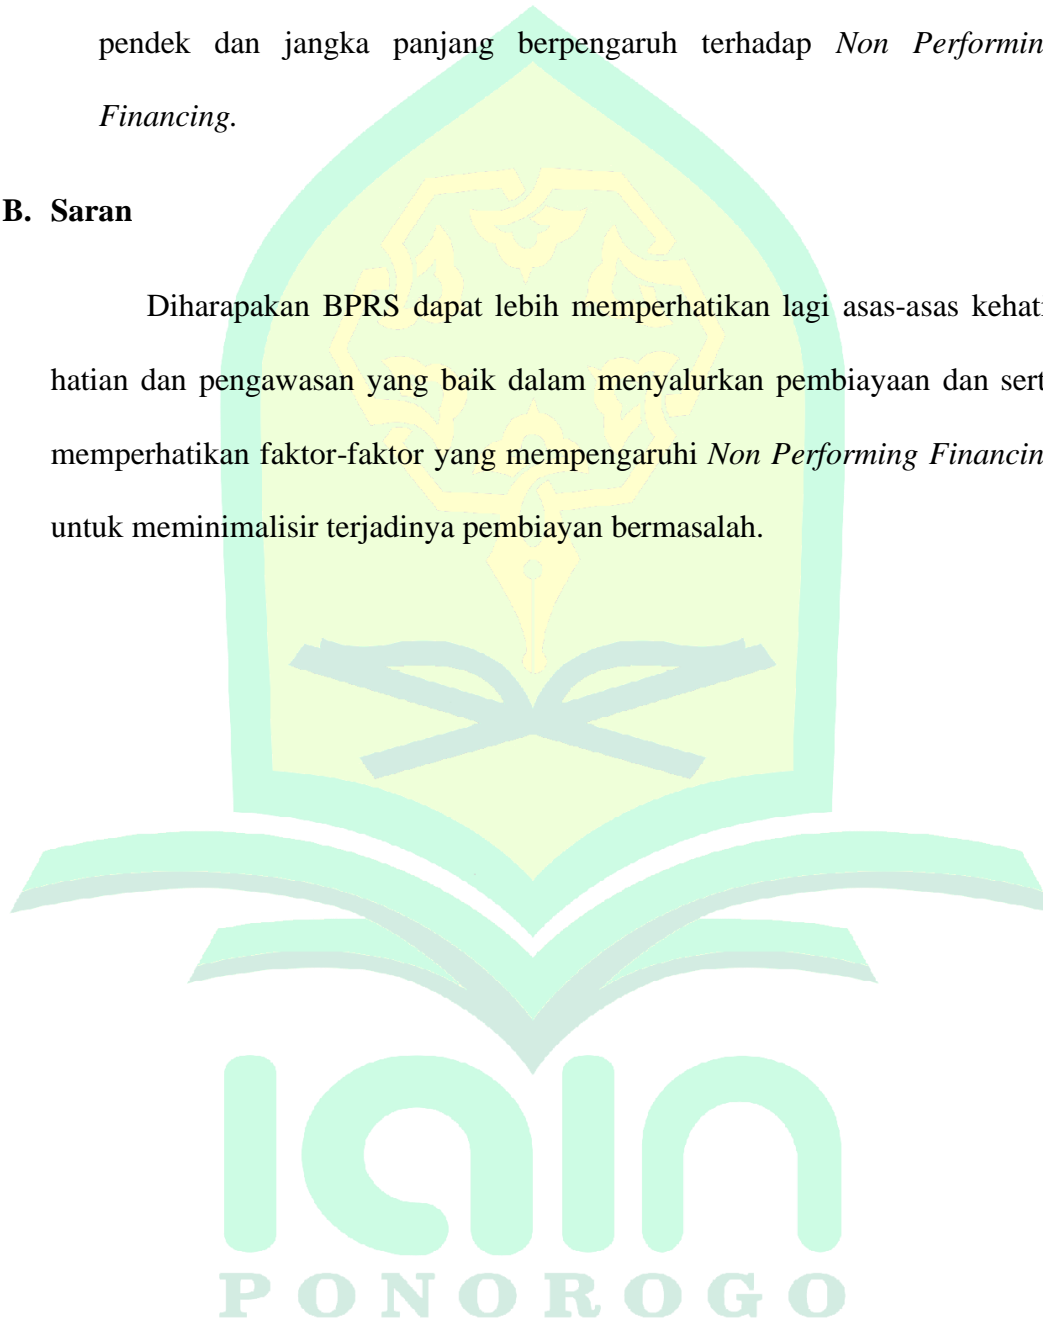 pendek dan jangka panjang berpengaruh terhadap Non Performin
Financing.
B. Saran
Diharapakan BPRS dapat lebih memperhatikan lagi asas-asas kehati
hatian dan pengawasan yang baik dalam menyalurkan pembiayaan dan sert
memperhatikan faktor-faktor yang mempengaruhi Non Performing Financin
untuk meminimalisir terjadinya pembiayan bermasalah.
iain
PONOROGO